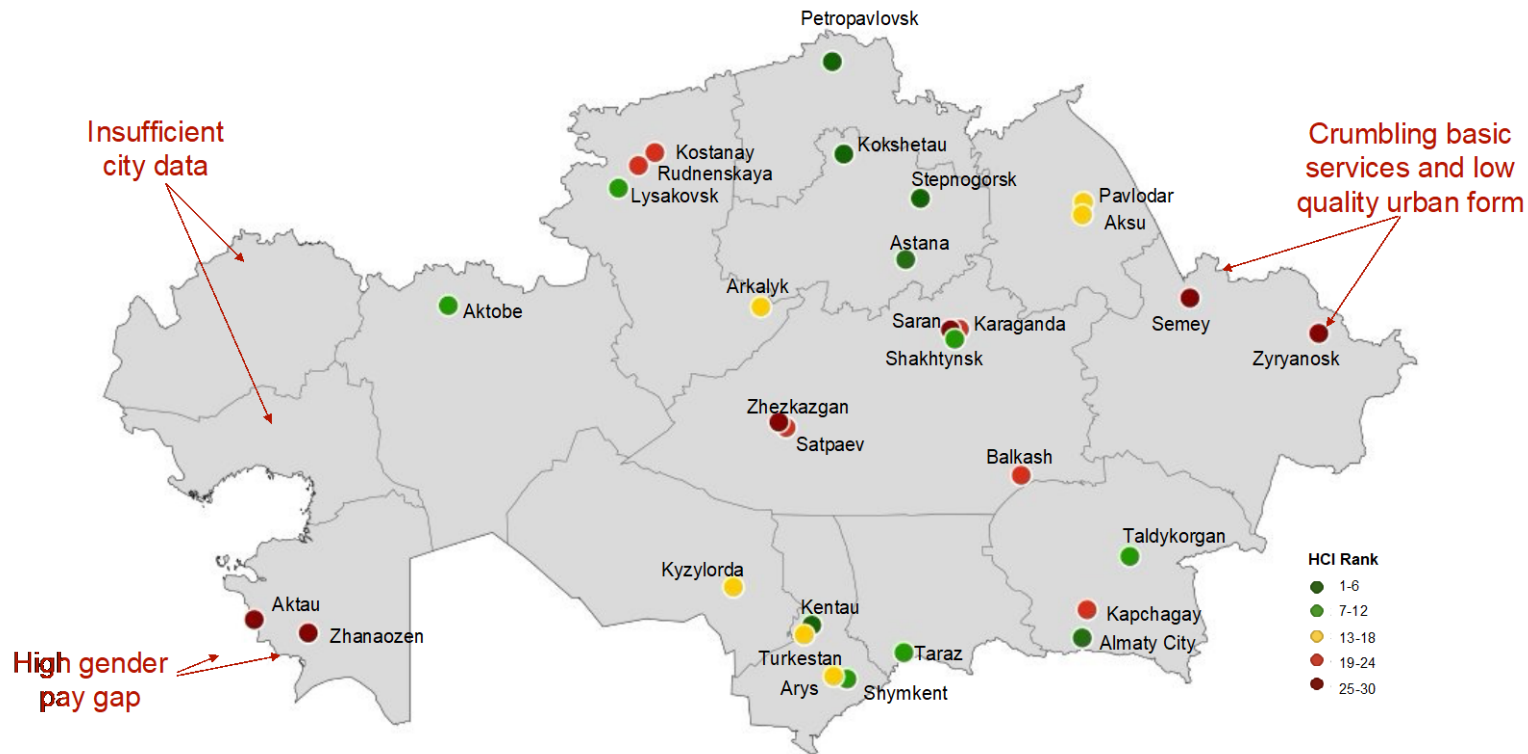 Petropavlovsk
Insufficient
city data
Crumbling basic
services and low
quality urban form
Kostanay
Rudnenskaya
Lysakovsk
Kokshetau
Stepnogorsk
Pavlodar
Aksu
Astana
Aktobe
Arkalyk
Saran
Karaganda
Shakhtynsk
Semey
Zyryanosk
Zhezkazgan
Satpaev
Balkash
Taldykorgan
Kyzylorda
Kentau
Kapchagay
Almaty City
Aktau
Zhanaozen
Turkestan
Taraz
Arys
Shymkent
High gender
pay gap
HCI Rank
1-6
7-12
13-18
19-24
25-30